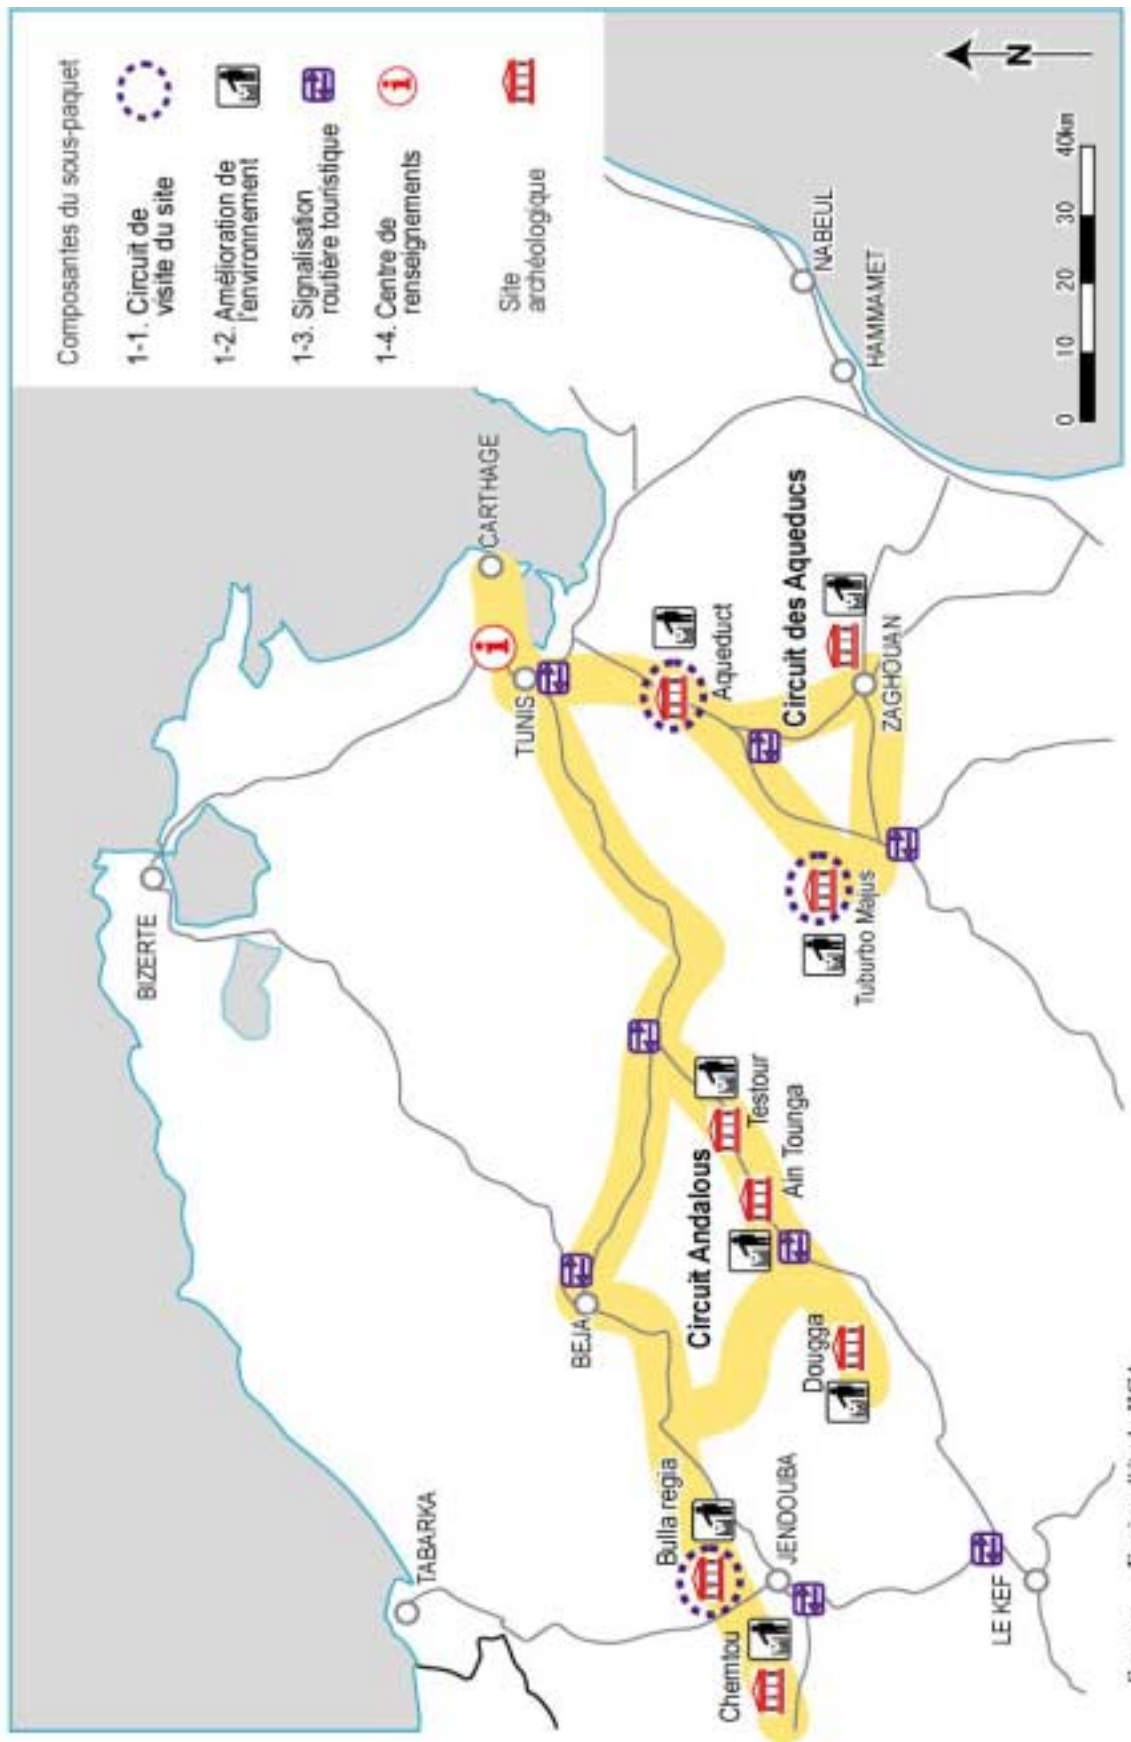 Composantes du sous-paquet
1-1. Circuit de
visite du site
1-2. Amélioration de
l'environnement
1-3. Signalisation
routière touristique
1-4. Centre de
renseignements
Site
archéologique
N
0 10 20 30 40km
BIZERTE
TABARKA
CARTHAGE
TUNIS
BEJA
NABEUL
HAMMAMET
Aqueduct
Circuit des Aqueducs
ZAGHOUAN
Tuburbo Majus
Testour
Ain Tounga
Circuit Andalous
Dougga
Bulla regia
JENDOUBA
Chemtou
LE KEF